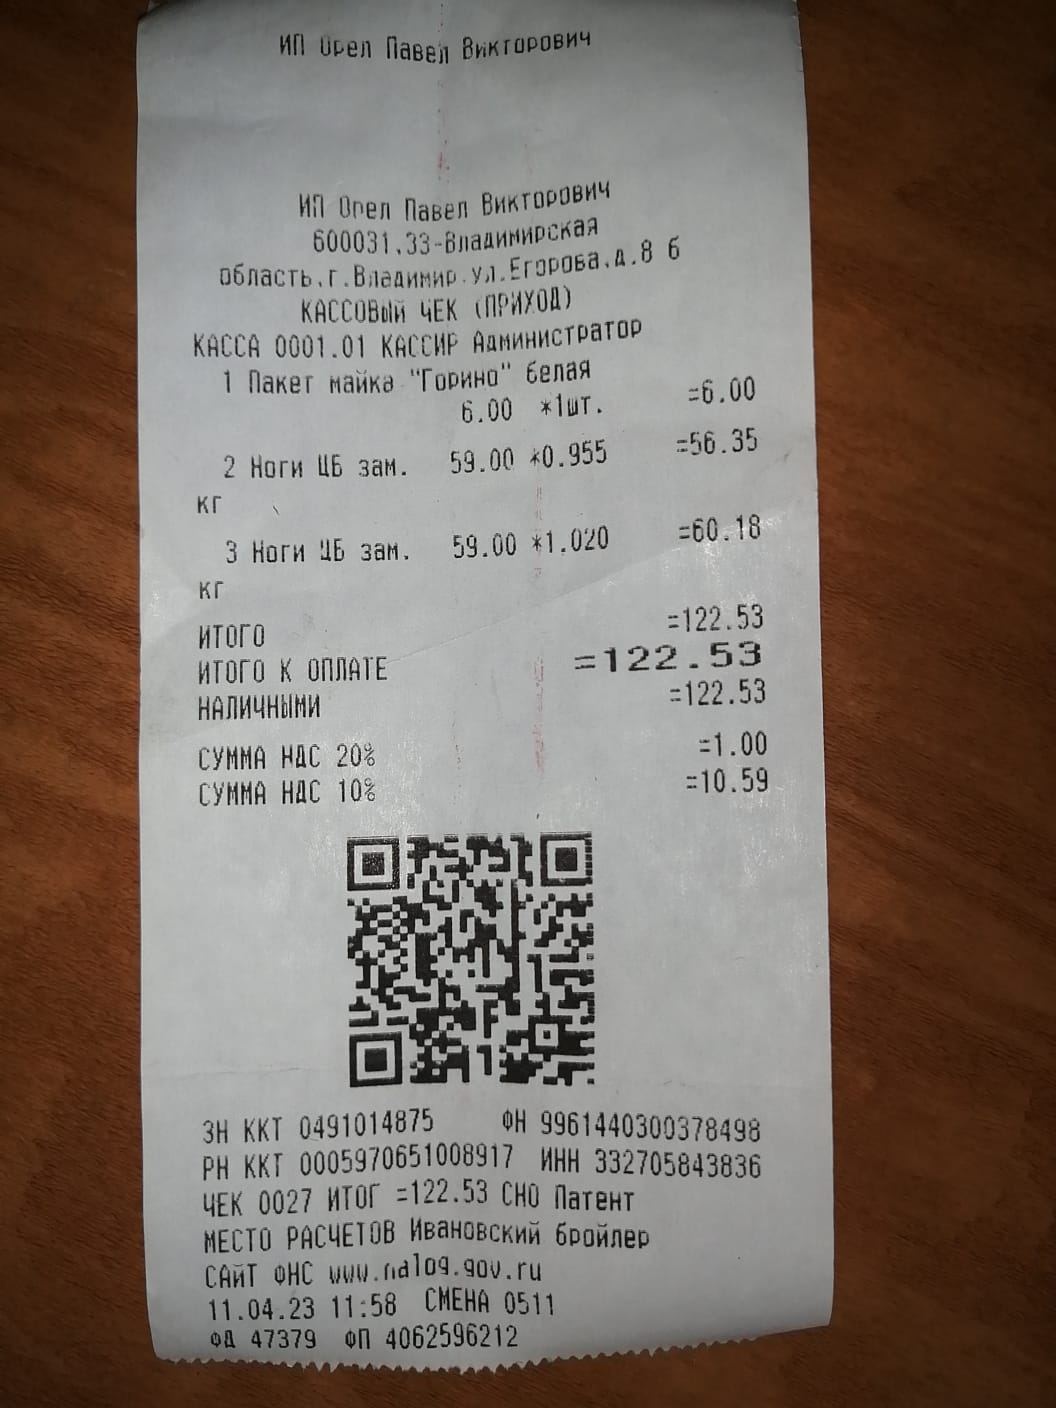 ИП Орел Павел Викторович
ИП Орел Павел Викторович
600031,33-Владимирская
область,г.Владимир,ул.Егорова,д.8 б
КАССОВЫЙ ЧЕК (ПРИХОД)
КАССА 0001.01 КАССИР Администратор
1 Пакет майка "Горино" белая
6.00 *1шт. =6.00
2 Ноги ЦБ зам. 59.00 *0.955 =56.35
кг
3 Ноги ЦБ зам. 59.00 *1.020 =60.18
кг
ИТОГО =122.53
ИТОГО К ОПЛАТЕ =122.53
НАЛИЧНЫМИ =122.53
СУММА НДС 20% =1.00
СУММА НДС 10% =10.59
ЗН ККТ 0491014875 ФН 9961440300378498
РН ККТ 0005970651008917 ИНН 332705843836
ЧЕК 0027 ИТОГ =122.53 СНО Патент
МЕСТО РАСЧЕТОВ Ивановский бройлер
САЙТ ФНС www.nalog.gov.ru
11.04.23 11:58 СМЕНА 0511
ФД 47379 ФП 4062596212